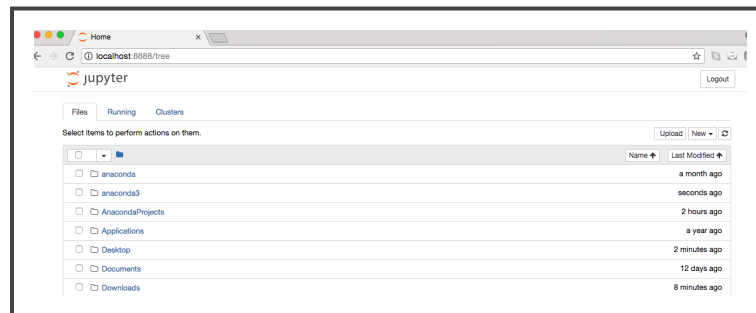 Home
localhost:8888/tree
jupyter
Logout
Files Running Clusters
Select items to perform actions on them.
Upload New
Name Last Modified
anaconda a month ago
anaconda3 seconds ago
AnacondaProjects 2 hours ago
Applications a year ago
Desktop 2 minutes ago
Documents 12 days ago
Downloads 8 minutes ago